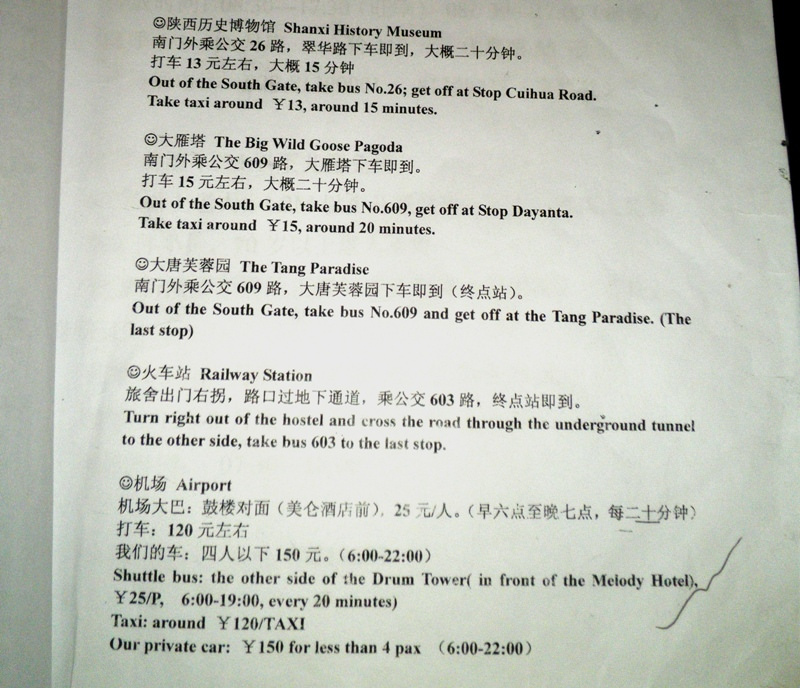 ☺陕西历史博物馆 Shanxi History Museum
南门外乘公交 26 路，翠华路下车即到，大概二十分钟。
打车 13 元左右，大概 15 分钟
Out of the South Gate, take bus No.26; get off at Stop Cuihua Road.
Take taxi around ￥13, around 15 minutes.
☺大雁塔 The Big Wild Goose Pagoda
南门外乘公交 609 路，大雁塔下车即到。
打车 15 元左右，大概二十分钟。
Out of the South Gate, take bus No.609, get off at Stop Dayanta.
Take taxi around ￥15, around 20 minutes.
☺大唐芙蓉园 The Tang Paradise
南门外乘公交 609 路，大唐芙蓉园下车即到（终点站）。
Out of the South Gate, take bus No.609 and get off at the Tang Paradise. (The
last stop)
☺火车站 Railway Station
旅舍出门右拐，路口过地下通道，乘公交 603 路，终点站即到。
Turn right out of the hostel and cross the road through the underground tunnel
to the other side, take bus 603 to the last stop.
☺机场 Airport
机场大巴：鼓楼对面（美仑酒店前）。25 元/人。（早六点至晚七点，每二十分钟）
打车：120 元左右
我们的车：四人以下 150 元。（6:00-22:00）
Shuttle bus: the other side of the Drum Tower( in front of the Melody Hotel),
￥25/P, 6:00-19:00, every 20 minutes)
Taxi: around ￥120/TAXI
Our private car: ￥150 for less than 4 pax （6:00-22:00）